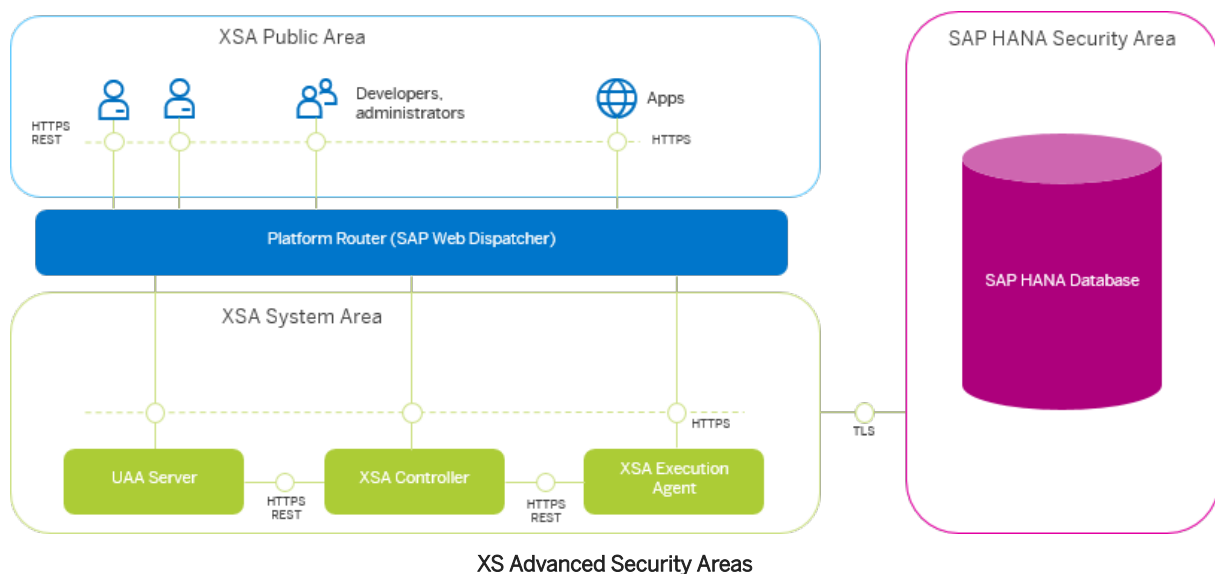 XSA Public Area
SAP HANA Security Area
Developers,
administrators
Apps
HTTPS
REST
HTTPS
Platform Router (SAP Web Dispatcher)
SAP HANA Database
XSA System Area
HTTPS
TLS
UAA Server
HTTPS
REST
XSA Controller
HTTPS
REST
XSA Execution
Agent
XS Advanced Security Areas